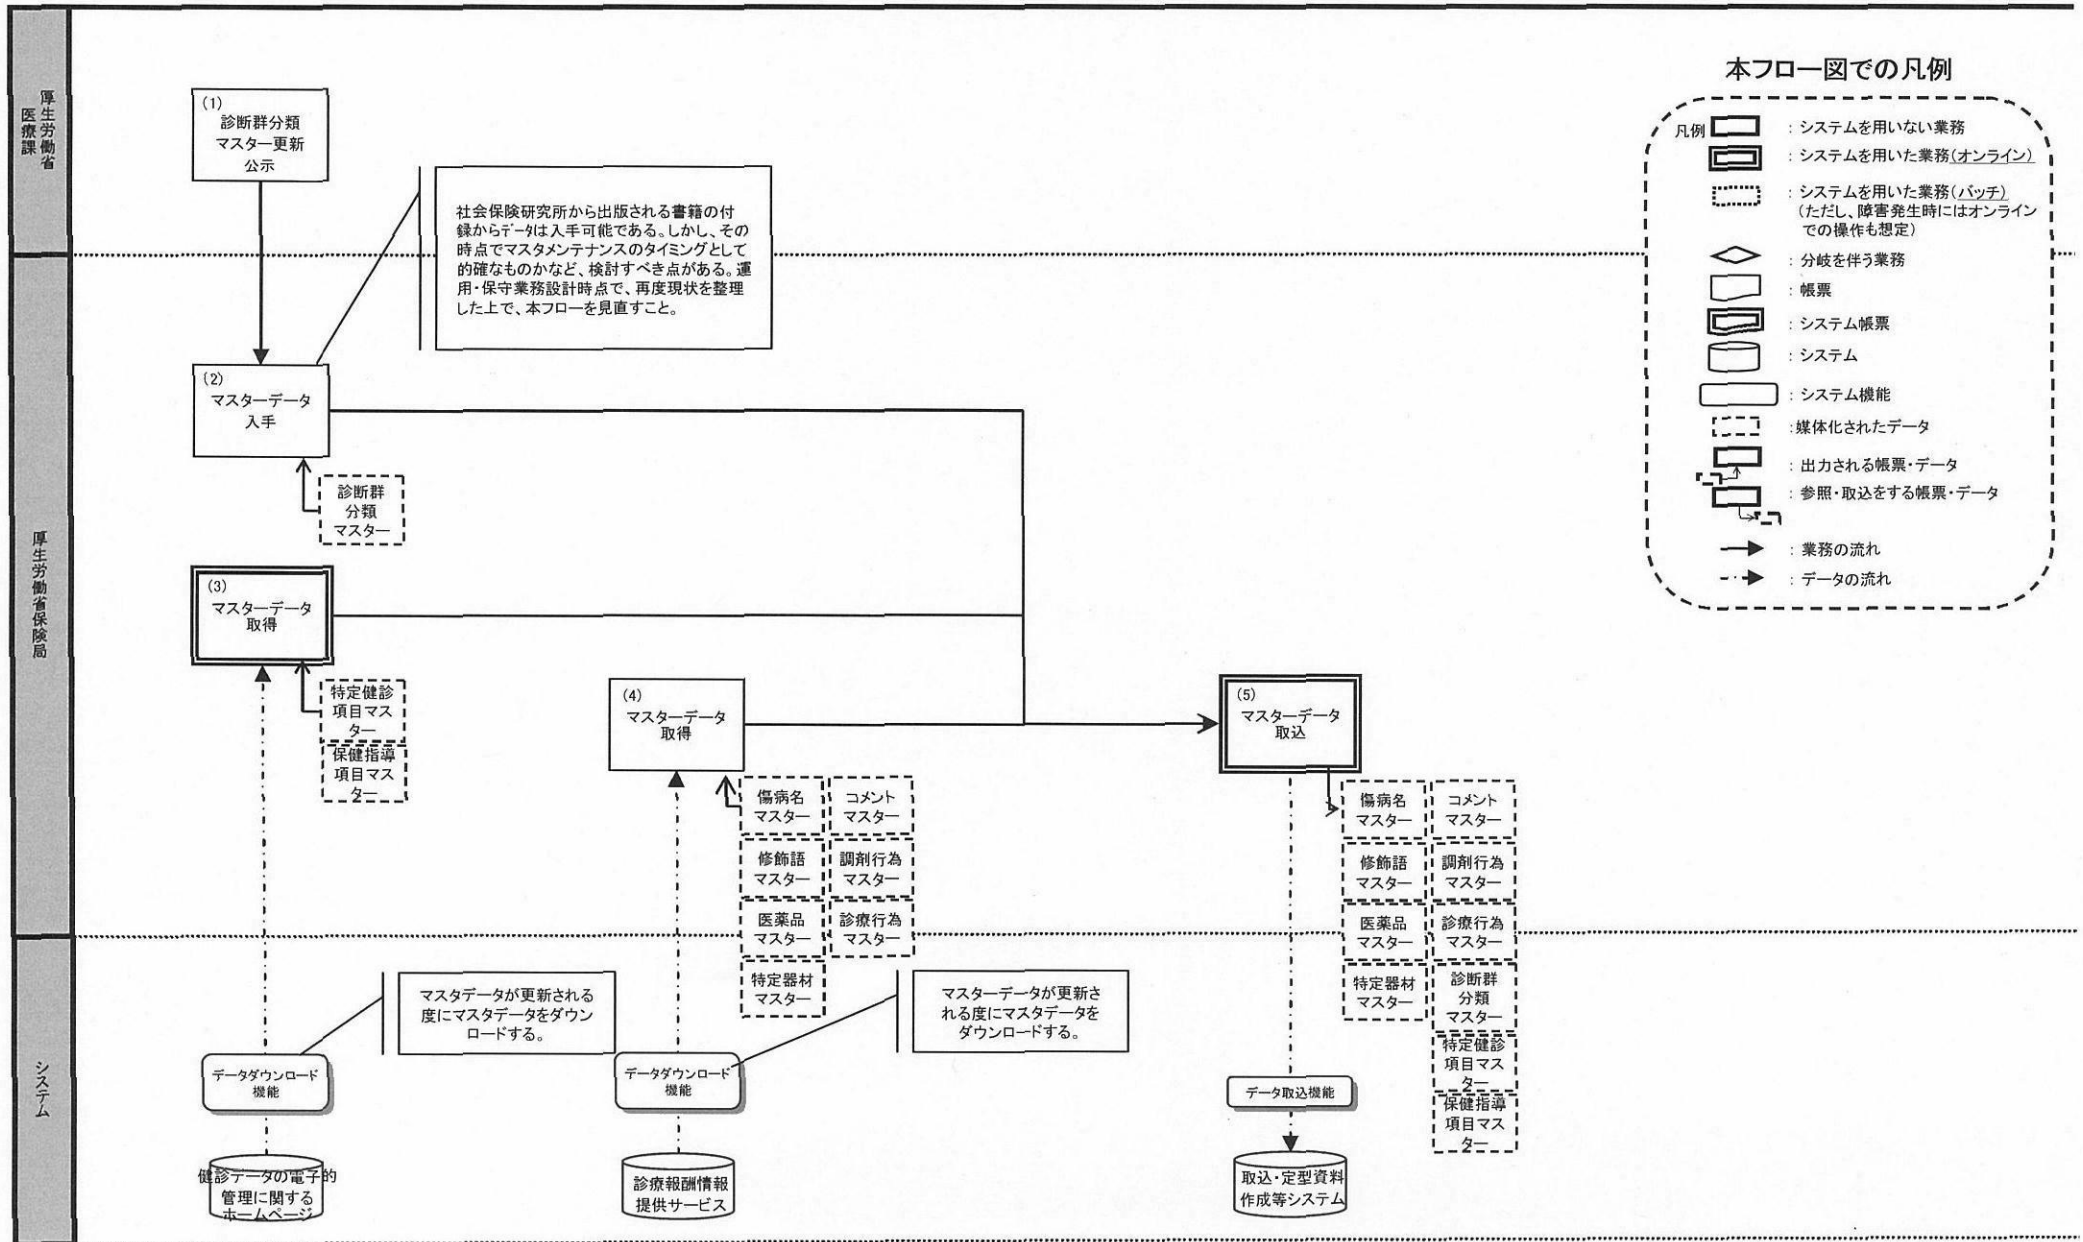 厚生労働省
医療課
(1)
診断群分類
マスター更新
公示
社会保険研究所から出版される書籍の付
録からデータは入手可能である。しかし、その
時点でマスタメンテナンスのタイミングとして
的確なものかなど、検討すべき点がある。運
用・保守業務設計時点で、再度現状を整理
した上で、本フローを見直すこと。
本フロー図での凡例
凡例
：システムを用いない業務
：システムを用いた業務(オンライン)
：システムを用いた業務(バッチ)
(ただし、障害発生時にはオンライン
での操作も想定)
：分岐を伴う業務
：帳票
：システム帳票
：システム
：システム機能
：媒体化されたデータ
：出力される帳票・データ
：参照・取込をする帳票・データ
：業務の流れ
：データの流れ
厚生労働省保険局
(2)
マスターデータ
入手
診断群
分類
マスター
(3)
マスターデータ
取得
特定健診
項目マス
ター
保健指導
項目マス
ター
(4)
マスターデータ
取得
傷病名
マスター
コメント
マスター
修飾語
マスター
調剤行為
マスター
医薬品
マスター
診療行為
マスター
特定器材
マスター
(5)
マスターデータ
取込
傷病名
マスター
コメント
マスター
修飾語
マスター
調剤行為
マスター
医薬品
マスター
診療行為
マスター
特定器材
マスター
診断群
分類
マスター
特定健診
項目マス
ター
保健指導
項目マス
ター
システム
マスタデータが更新される
度にマスタデータをダウン
ロードする。
マスターデータが更新さ
れる度にマスタデータを
ダウンロードする。
データダウンロード
機能
データダウンロード
機能
データ取込機能
健診データの電子的
管理に関する
ホームページ
診療報酬情報
提供サービス
取込・定型資料
作成等システム